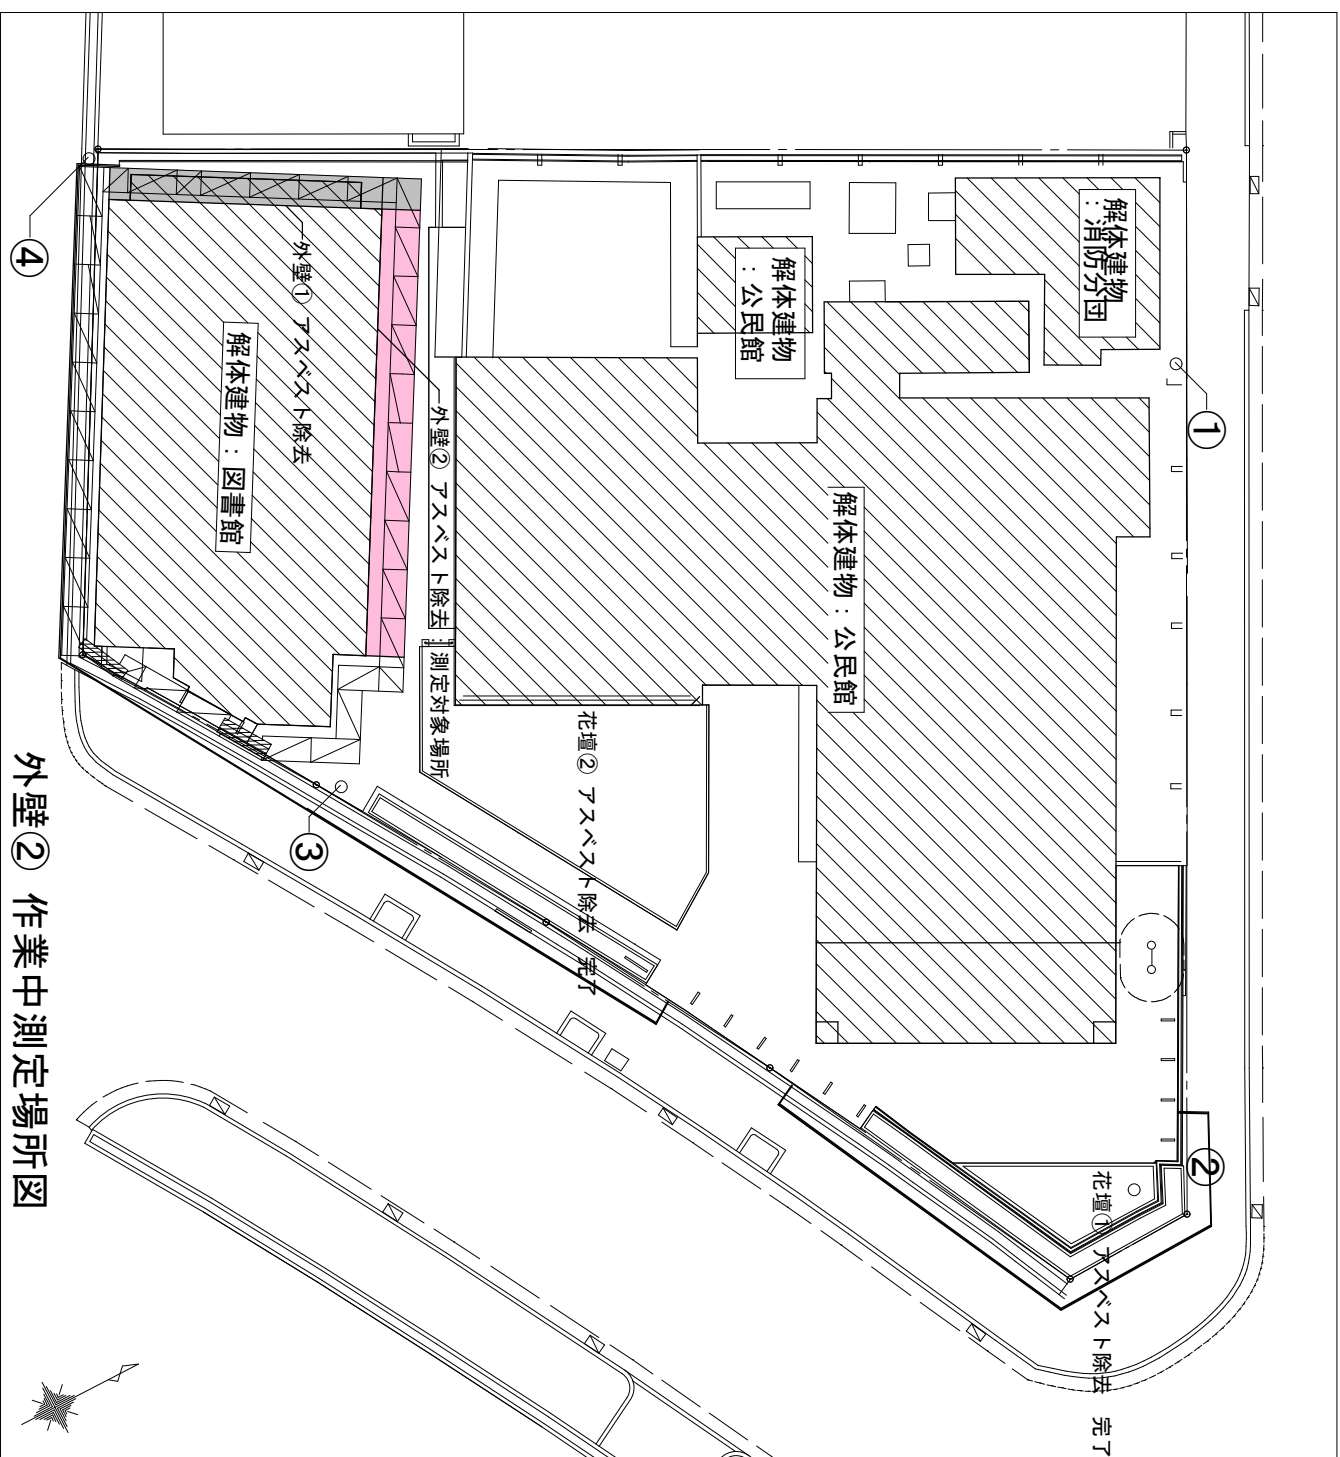 解体建物
：消防分団
①
解体建物
：公民館
解体建物：公民館
②
花壇① アスベスト除去 完了
花壇② アスベスト除去 完了
外壁② アスベスト除去：測定対象場所
外壁① アスベスト除去
解体建物：図書館
③
④
外壁② 作業中測定場所図